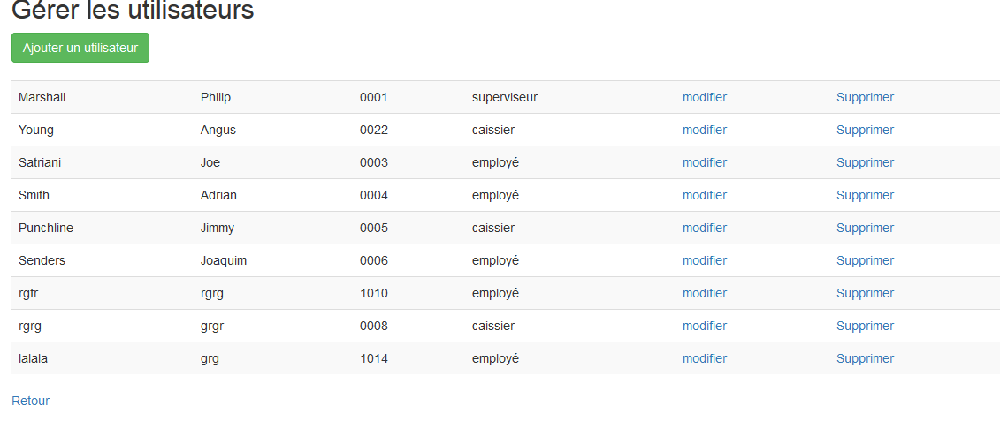 Gérer les utilisateurs
Ajouter un utilisateur
Marshall Philip 0001 superviseur modifier Supprimer
Young Angus 0022 caissier modifier Supprimer
Satriani Joe 0003 employé modifier Supprimer
Smith Adrian 0004 employé modifier Supprimer
Punchline Jimmy 0005 caissier modifier Supprimer
Senders Joaquim 0006 employé modifier Supprimer
rgfr rgrg 1010 employé modifier Supprimer
rgrg grgr 0008 caissier modifier Supprimer
lalala grg 1014 employé modifier Supprimer
Retour